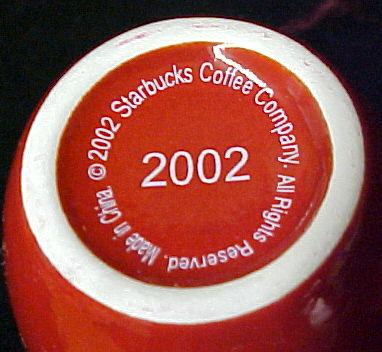 ©2002 Starbucks Coffee Company. All Rights Reserved. Made in China.
2002